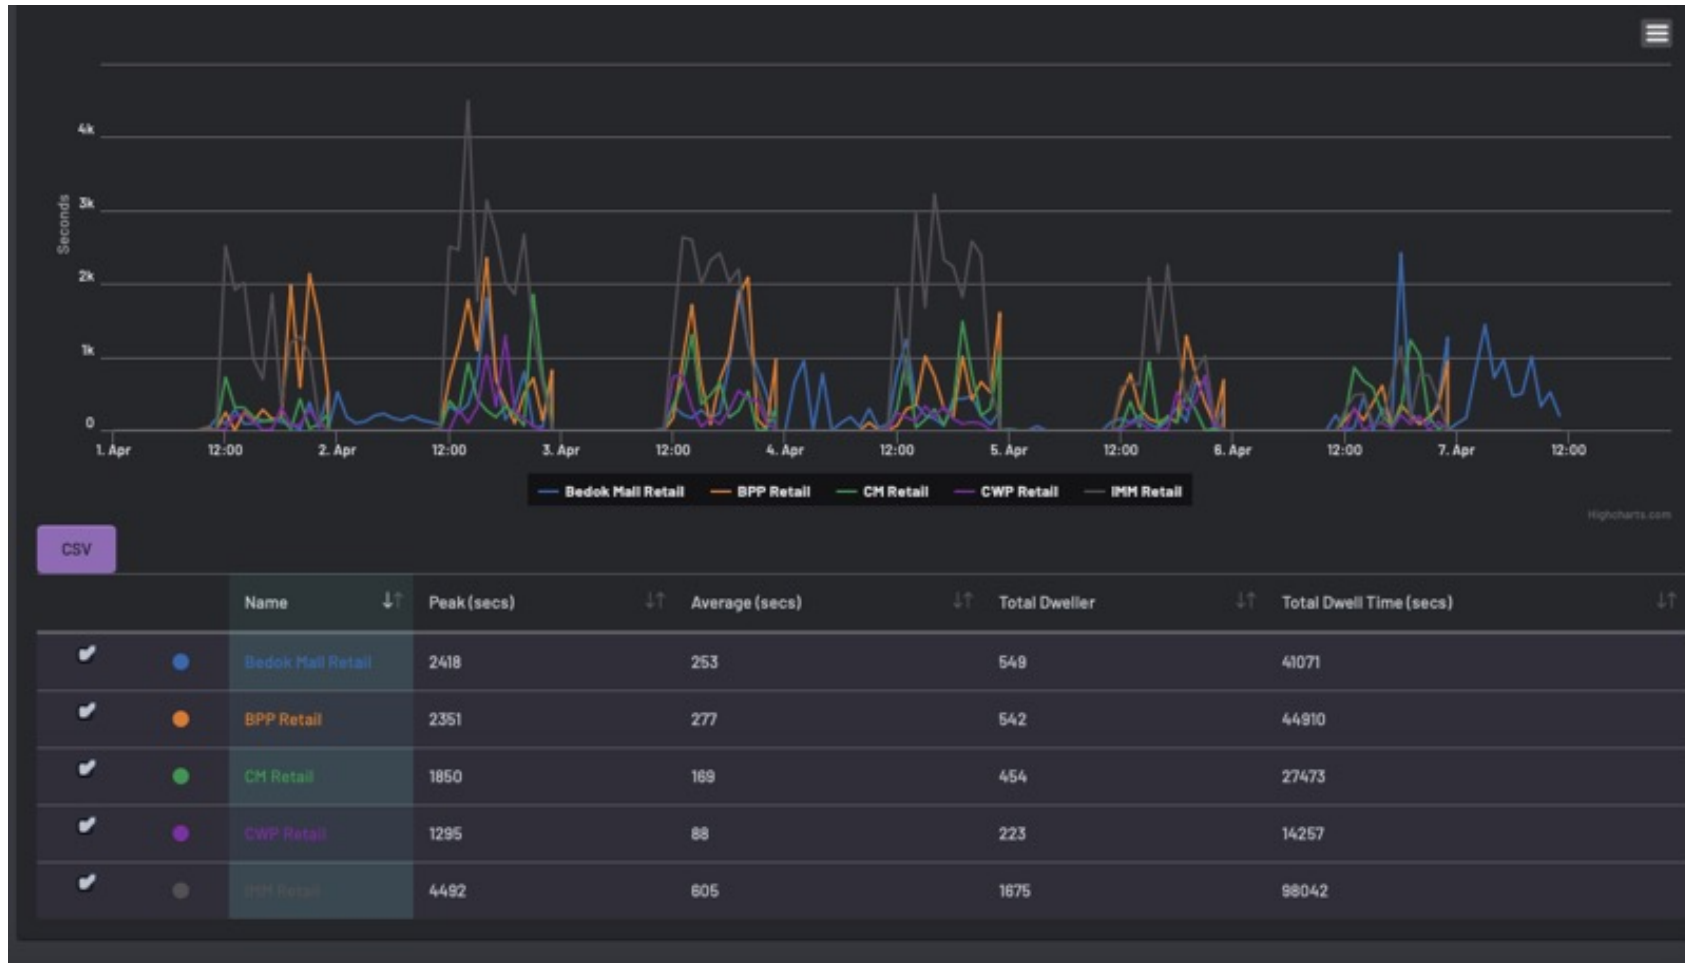 4k
3k
Seconds
2k
1k
0
1. Apr 12:00 2. Apr 12:00 3. Apr 12:00 4. Apr 12:00 5. Apr 12:00 6. Apr 12:00 7. Apr 12:00
Bedok Mall Retail BPP Retail CM Retail CWP Retail IMM Retail
Highcharts.com
CSV
Name Peak (secs) Average (secs) Total Dweller Total Dwell Time (secs)
Bedok Mall Retail 2418 253 549 41071
BPP Retail 2351 277 542 44910
CM Retail 1850 169 454 27473
CWP Retail 1295 88 223 14257
IMM Retail 4492 605 1675 98042